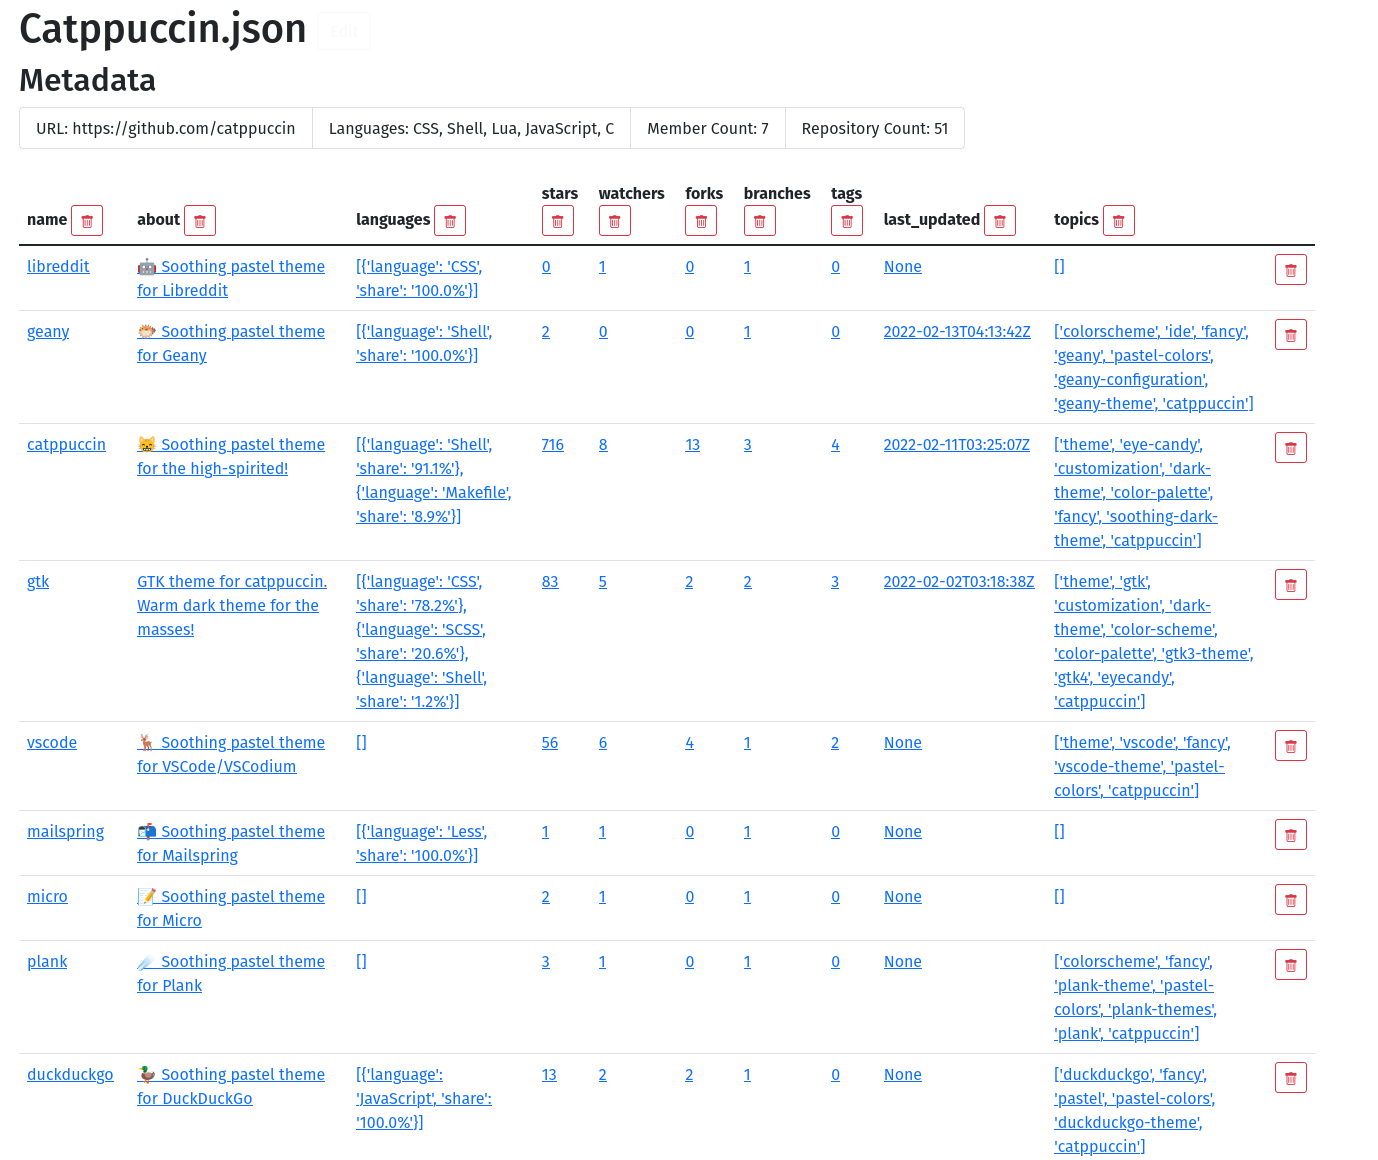 Catppuccin.json Edit
Metadata
URL: https://github.com/catppuccin Languages: CSS, Shell, Lua, JavaScript, C Member Count: 7 Repository Count: 51
name about languages stars watchers forks branches tags last_updated topics
libreddit 🤖 Soothing pastel theme [{'language': 'CSS', 0 1 0 1 0 None []
for Libreddit 'share': '100.0%'}]
geany 🐡 Soothing pastel theme [{'language': 'Shell', 2 0 0 1 0 2022-02-13T04:13:42Z ['colorscheme', 'ide', 'fancy',
for Geany 'share': '100.0%'}] 'geany', 'pastel-colors',
'geany-configuration',
'geany-theme', 'catppuccin']
catppuccin 😸 Soothing pastel theme [{'language': 'Shell', 716 8 13 3 4 2022-02-11T03:25:07Z ['theme', 'eye-candy',
for the high-spirited! 'share': '91.1%'}, 'customization', 'dark-
{'language': 'Makefile', theme', 'color-palette',
'share': '8.9%'}] 'fancy', 'soothing-dark-
theme', 'catppuccin']
gtk GTK theme for catppuccin. [{'language': 'CSS', 83 5 2 2 3 2022-02-02T03:18:38Z ['theme', 'gtk',
Warm dark theme for the 'share': '78.2%'}, 'customization', 'dark-
masses! {'language': 'SCSS', theme', 'color-scheme',
'share': '20.6%'}, 'color-palette', 'gtk3-theme',
{'language': 'Shell', 'gtk4', 'eyecandy',
'share': '1.2%'}] 'catppuccin']
vscode 🦌 Soothing pastel theme [] 56 6 4 1 2 None ['theme', 'vscode', 'fancy',
for VSCode/VSCodium 'vscode-theme', 'pastel-
colors', 'catppuccin']
mailspring 📬 Soothing pastel theme [{'language': 'Less', 1 1 0 1 0 None []
for Mailspring 'share': '100.0%'}]
micro 📝 Soothing pastel theme [] 2 1 0 1 0 None []
for Micro
plank ☄️ Soothing pastel theme [] 3 1 0 1 0 None ['colorscheme', 'fancy',
for Plank 'plank-theme', 'pastel-
colors', 'plank-themes',
'plank', 'catppuccin']
duckduckgo 🦆 Soothing pastel theme [{'language': 13 2 2 1 0 None ['duckduckgo', 'fancy',
for DuckDuckGo 'JavaScript', 'share': 'pastel', 'pastel-colors',
'100.0%'}] 'duckduckgo-theme',
'catppuccin']